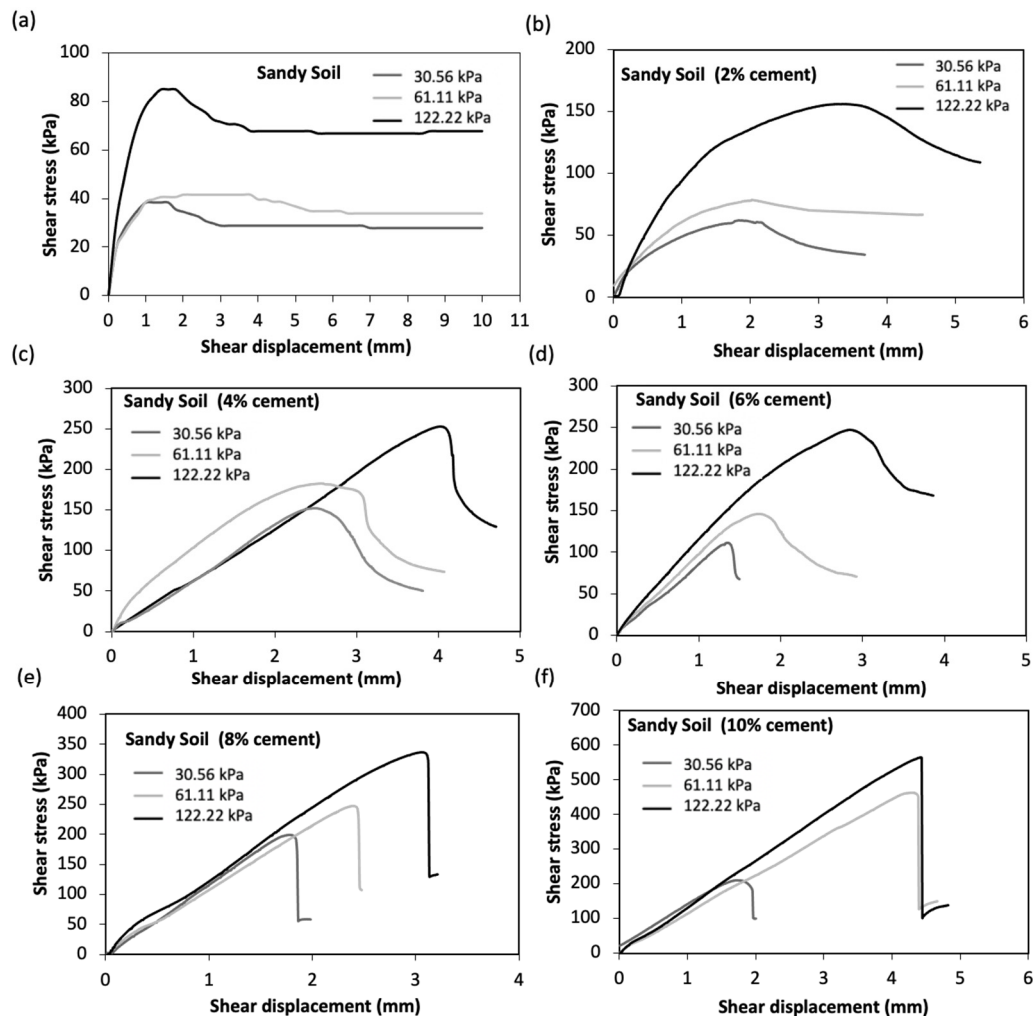 (a)
Sandy Soil
30.56 kPa
61.11 kPa
122.22 kPa
Shear stress (kPa)
100
80
60
40
20
0
0 1 2 3 4 5 6 7 8 9 10 11
Shear displacement (mm)
(b)
Sandy Soil (2% cement)
30.56 kPa
61.11 kPa
122.22 kPa
Shear stress (kPa)
200
150
100
50
0
0 1 2 3 4 5 6
Shear displacement (mm)
(c)
Sandy Soil (4% cement)
30.56 kPa
61.11 kPa
122.22 kPa
Shear stress (kPa)
300
250
200
150
100
50
0
0 1 2 3 4 5
Shear displacement (mm)
(d)
Sandy Soil (6% cement)
30.56 kPa
61.11 kPa
122.22 kPa
Shear stress (kPa)
300
250
200
150
100
50
0
0 1 2 3 4 5
Shear displacement (mm)
(e)
Sandy Soil (8% cement)
30.56 kPa
61.11 kPa
122.22 kPa
Shear stress (kPa)
400
350
300
250
200
150
100
50
0
0 1 2 3 4
Shear displacement (mm)
(f)
Sandy Soil (10% cement)
30.56 kPa
61.11 kPa
122.22 kPa
Shear stress (kPa)
700
600
500
400
300
200
100
0
0 1 2 3 4 5 6
Shear displacement (mm)